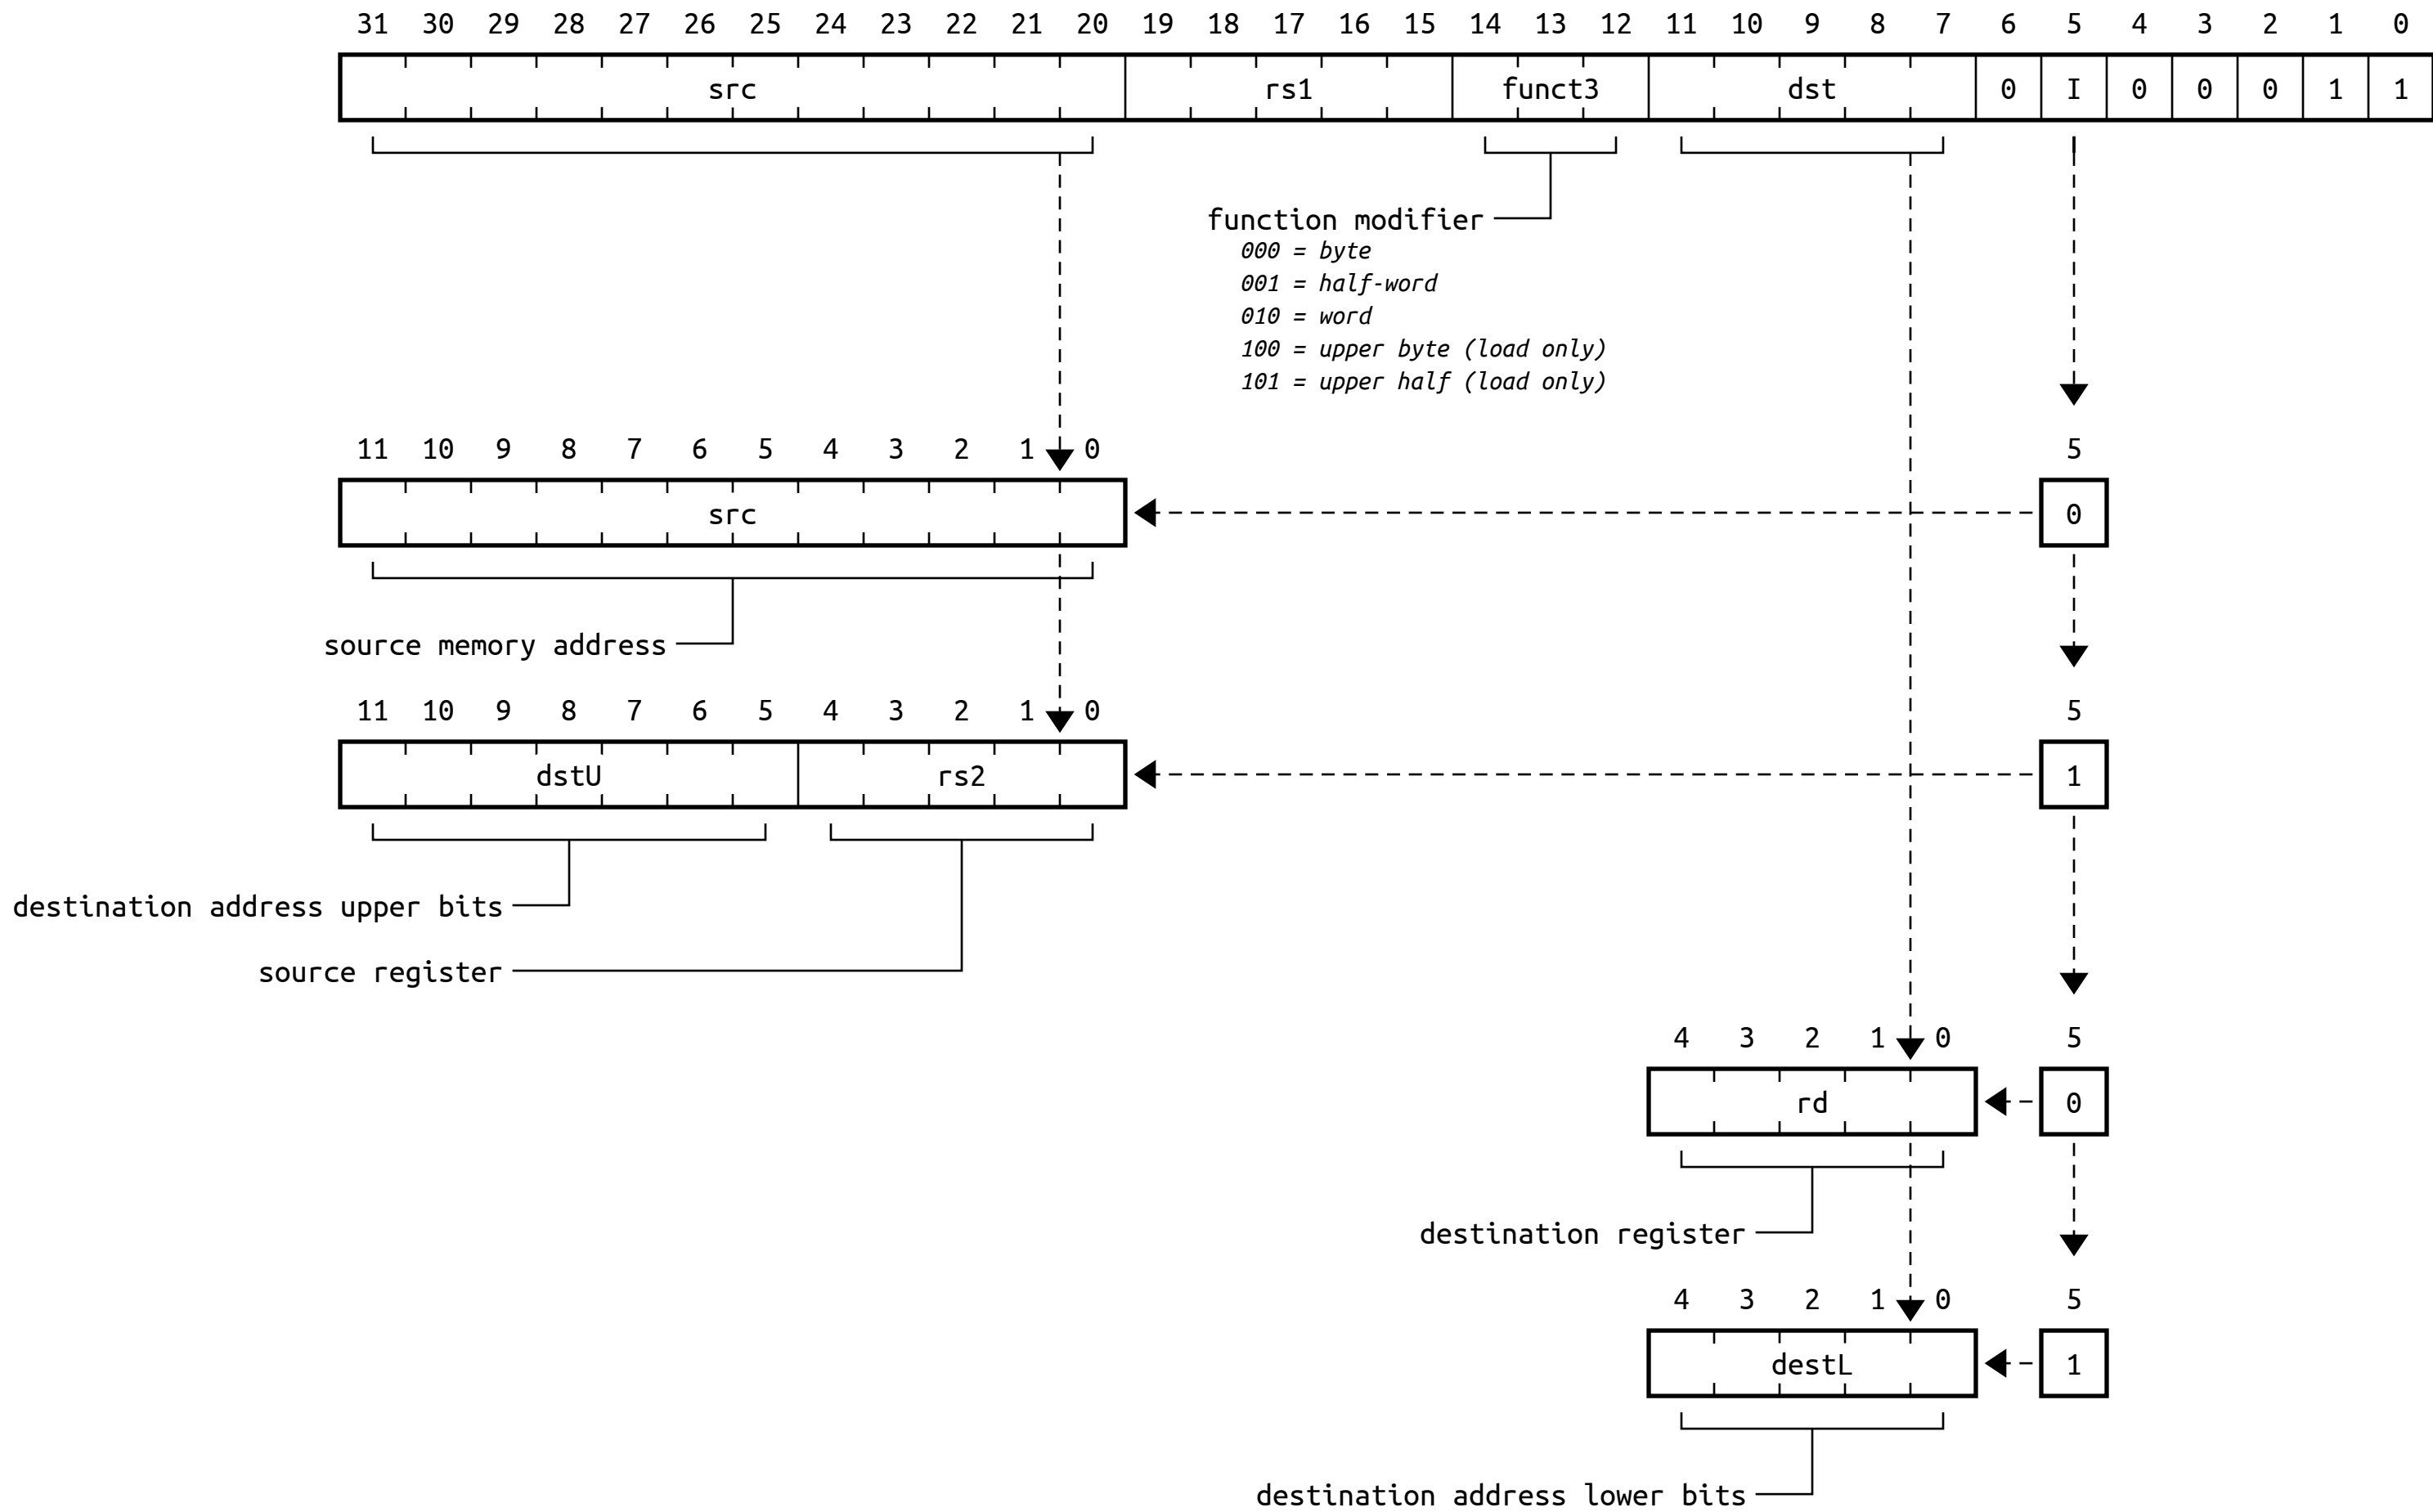 31 30 29 28 27 26 25 24 23 22 21 20 19 18 17 16 15 14 13 12 11 10 9 8 7 6 5 4 3 2 1 0
src rs1 funct3 dst 0 I 0 0 0 1 1
function modifier
000 = byte
001 = half-word
010 = word
100 = upper byte (load only)
101 = upper half (load only)
11 10 9 8 7 6 5 4 3 2 1 0 5
src 0
source memory address
11 10 9 8 7 6 5 4 3 2 1 0 5
dstU rs2 1
destination address upper bits
source register
4 3 2 1 0 5
rd 0
destination register
4 3 2 1 0 5
destL 1
destination address lower bits